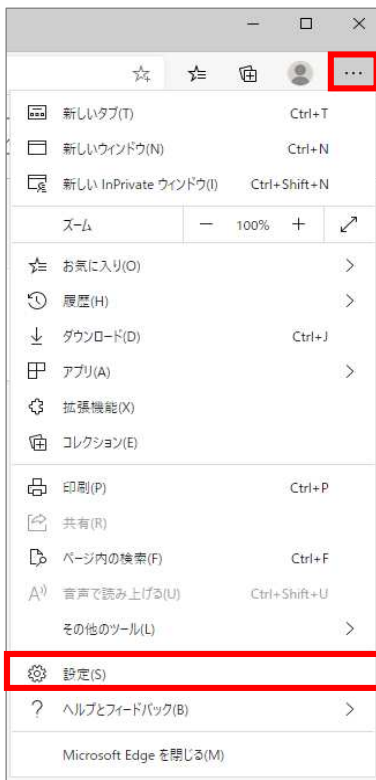 新しいタブ(T) Ctrl+T
新しいウィンドウ(N) Ctrl+N
新しい InPrivate ウィンドウ(I) Ctrl+Shift+N
ズーム 100%
お気に入り(O)
履歴(H)
ダウンロード(D) Ctrl+J
アプリ(A)
拡張機能(X)
コレクション(E)
印刷(P) Ctrl+P
共有(R)
ページ内の検索(F) Ctrl+F
音声で読み上げる(U) Ctrl+Shift+U
その他のツール(L)
設定(S)
ヘルプとフィードバック(B)
Microsoft Edge を閉じる(M)